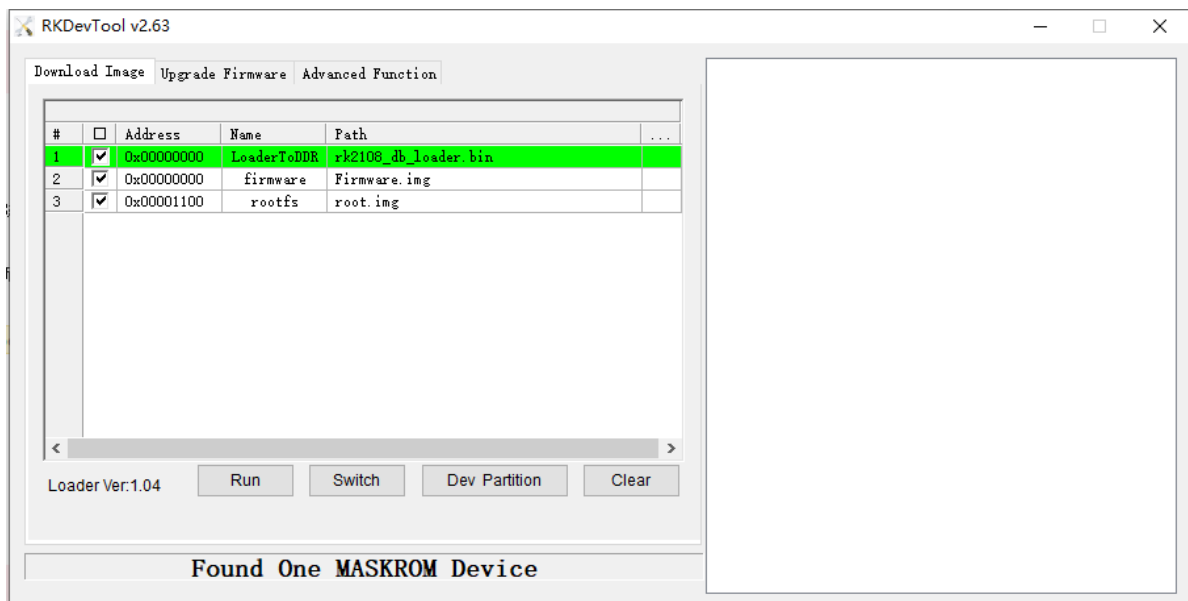 RKDevTool v2.63
Download Image Upgrade Firmware Advanced Function
# Address Name Path ...
1 0x00000000 LoaderToDDR rk2108_db_loader.bin
2 0x00000000 firmware Firmware.img
3 0x00001100 rootfs root.img
Loader Ver:1.04 Run Switch Dev Partition Clear
Found One MASKROM Device